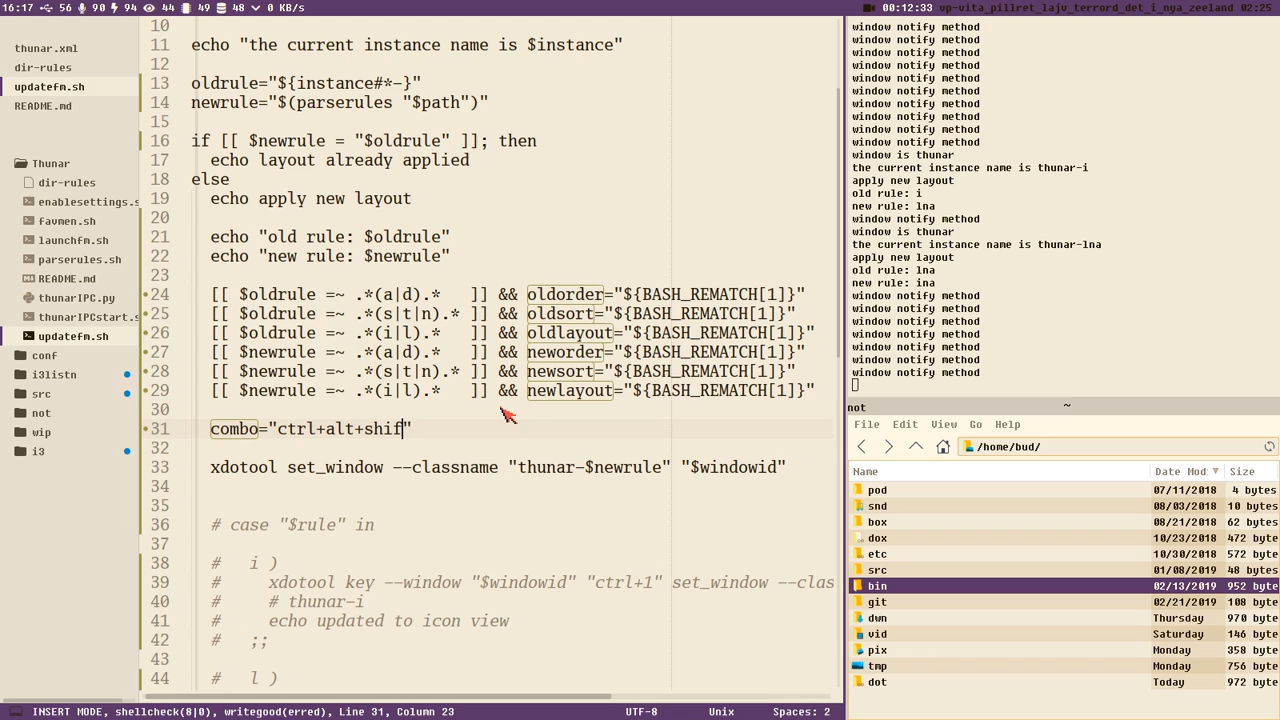 16:17 56 90 94 44 49 48 0 KB/s
00:12:33 vp-vita_pillret_lajv_terrord_det_i_nya_zeeland 02:25
thunar.xml
dir-rules
updatefm.sh
README.md
Thunar
dir-rules
enablesettings.s
favmen.sh
launchfm.sh
parserules.sh
README.md
thunarIPC.py
thunarIPCstart.s
updatefm.sh
conf
i3listn
src
not
wip
i3
10
11 echo "the current instance name is $instance"
12
13 oldrule="${instance#*-}"
14 newrule="$(parserules "$path")"
15
16 if [[ $newrule = "$oldrule" ]]; then
17 echo layout already applied
18 else
19 echo apply new layout
20
21 echo "old rule: $oldrule"
22 echo "new rule: $newrule"
23
24 [[ $oldrule =~ .*(a|d).*   ]] && oldorder="${BASH_REMATCH[1]}"
25 [[ $oldrule =~ .*(s|t|n).* ]] && oldsort="${BASH_REMATCH[1]}"
26 [[ $oldrule =~ .*(i|l).*   ]] && oldlayout="${BASH_REMATCH[1]}"
27 [[ $newrule =~ .*(a|d).*   ]] && neworder="${BASH_REMATCH[1]}"
28 [[ $newrule =~ .*(s|t|n).* ]] && newsort="${BASH_REMATCH[1]}"
29 [[ $newrule =~ .*(i|l).*   ]] && newlayout="${BASH_REMATCH[1]}"
30
31 combo="ctrl+alt+shif"
32
33 xdotool set_window --classname "thunar-$newrule" "$windowid"
34
35
36 # case "$rule" in
37
38 #   i )
39 #     xdotool key --window "$windowid" "ctrl+1" set_window --clas
40 #     # thunar-i
41 #     echo updated to icon view
42 #   ;;
43
44 #   l )
INSERT MODE, shellcheck(8|0), writegood(erred), Line 31, Column 23 UTF-8 Unix Spaces: 2
window notify method
window notify method
window notify method
window notify method
window notify method
window notify method
window notify method
window notify method
window notify method
window notify method
window is thunar
the current instance name is thunar-i
apply new layout
old rule: i
new rule: lna
window notify method
window is thunar
the current instance name is thunar-lna
apply new layout
old rule: lna
new rule: lna
window notify method
window notify method
window notify method
window notify method
window notify method
window notify method
window notify method
not ~
File Edit View Go Help
/home/bud/
Name Date Mod: Size
pod 07/11/2018 4 bytes
snd 08/03/2018 10 bytes
box 08/21/2018 62 bytes
dox 10/23/2018 472 byte
etc 10/30/2018 572 byte
src 01/08/2019 48 bytes
bin 02/13/2019 952 byte
git 02/21/2019 108 byte
dwn Thursday 970 byte
vid Saturday 146 byte
pix Monday 358 byte
tmp Monday 756 byte
dot Today 972 byte